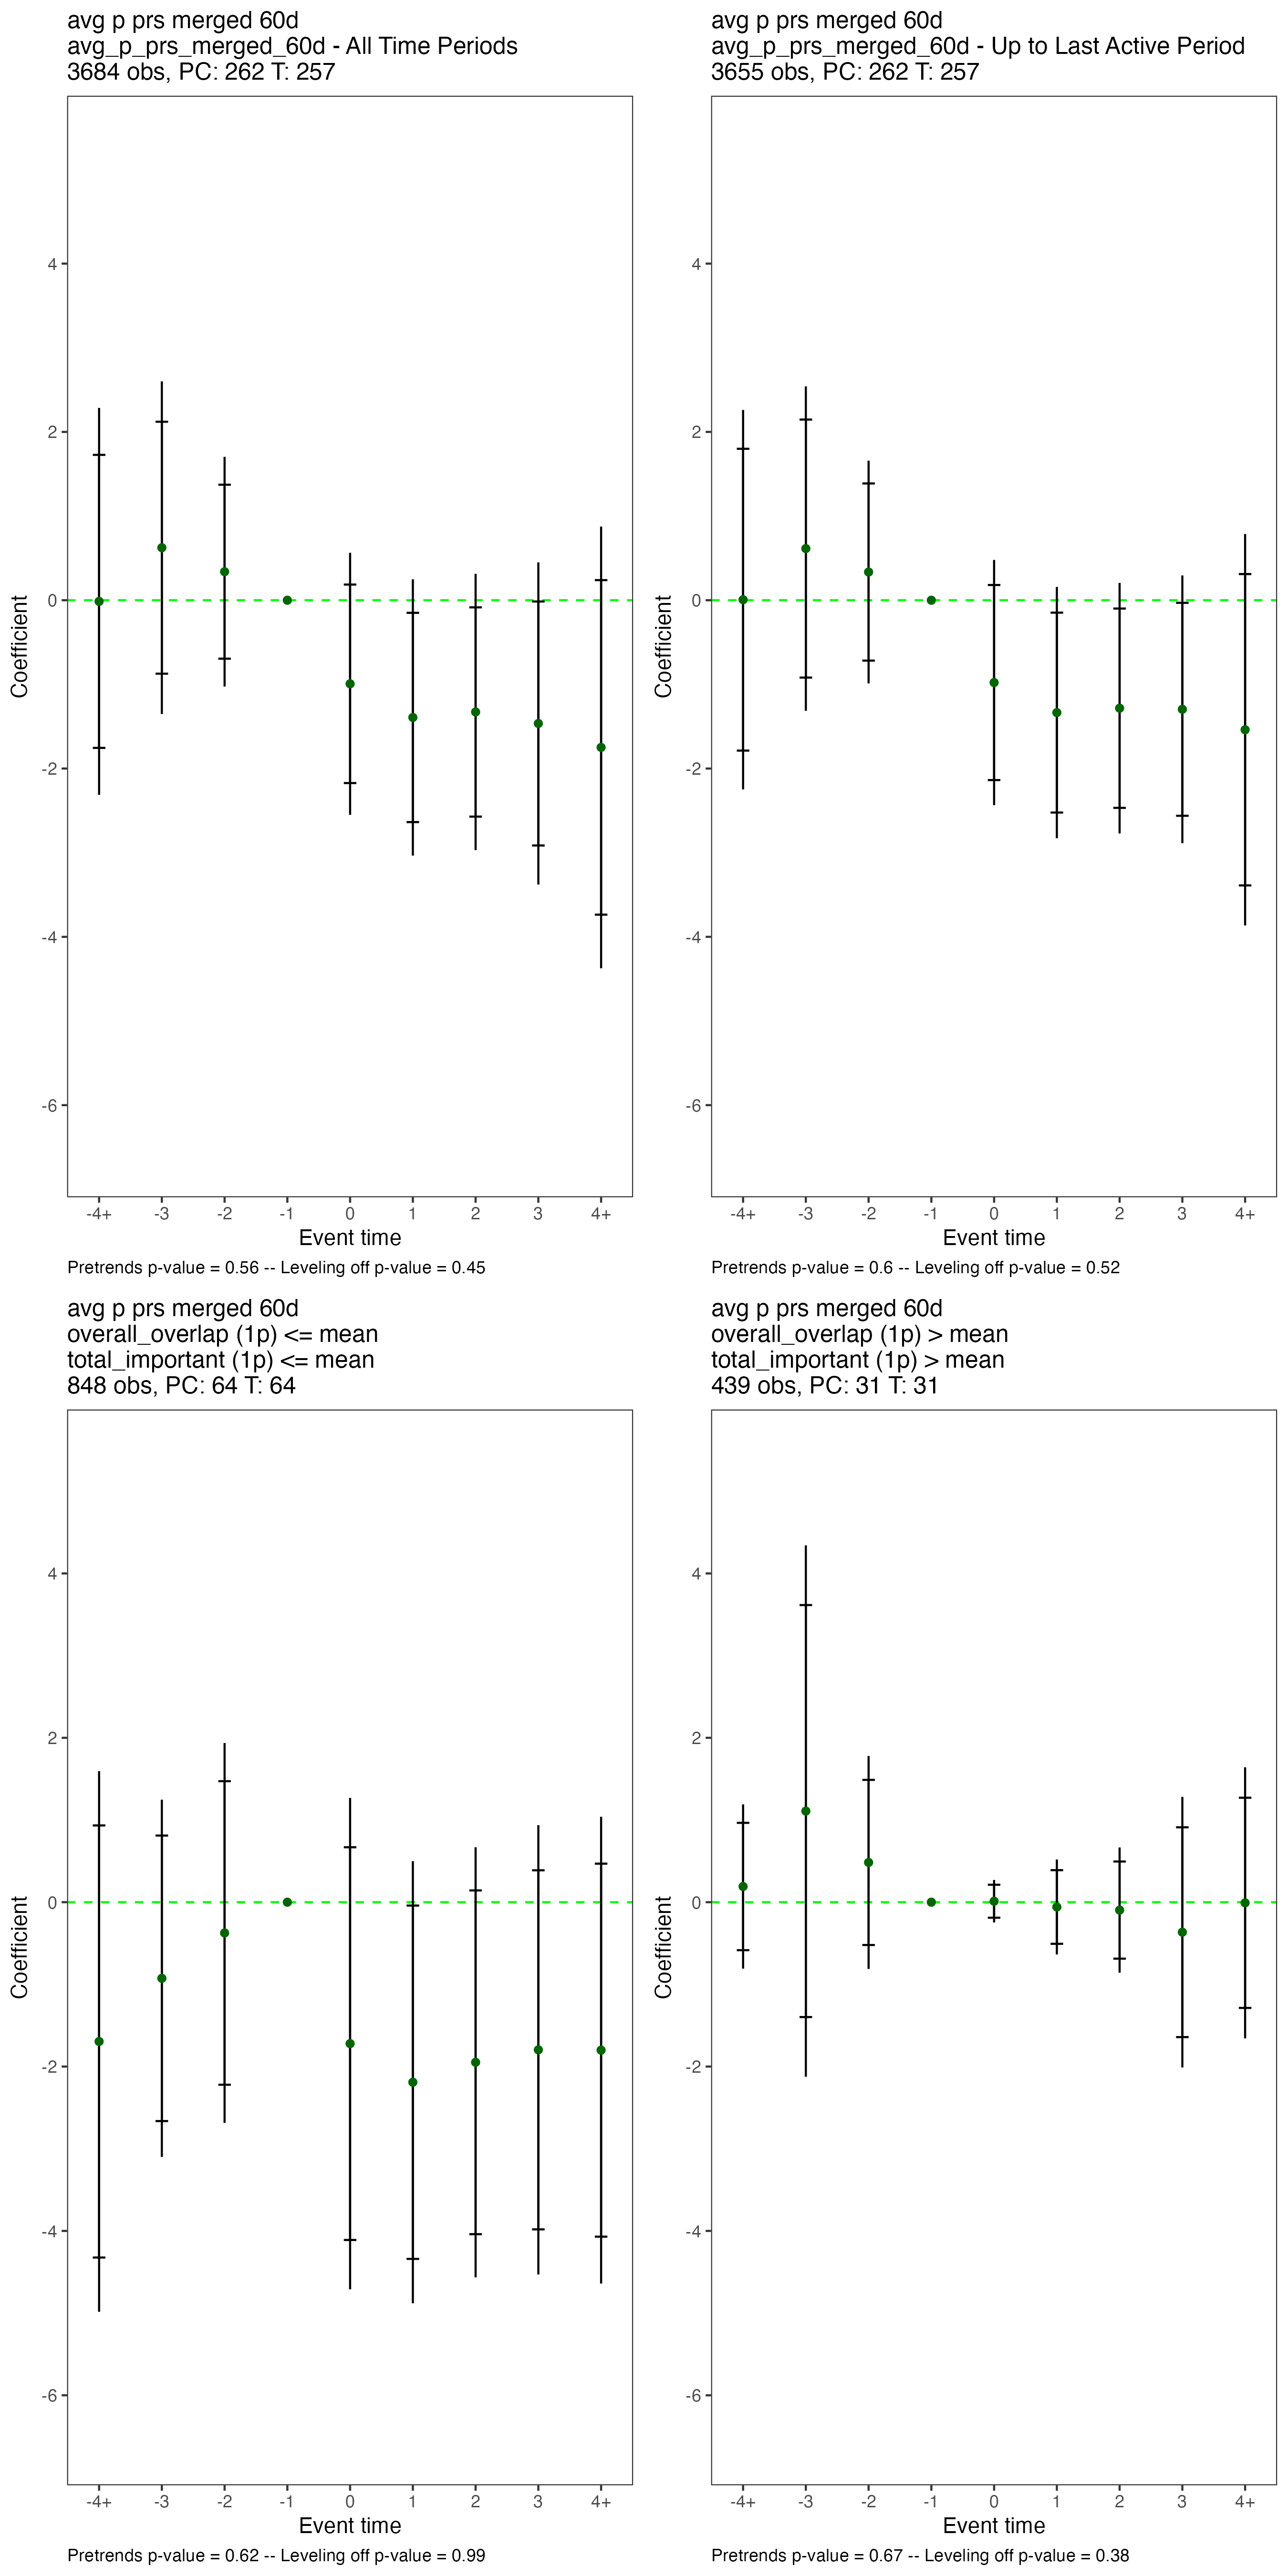 avg p prs merged 60d
avg_p_prs_merged_60d - All Time Periods
3684 obs, PC: 262 T: 257
4
2
0
-2
-4
-6
Coefficient
-4+ -3 -2 -1 0 1 2 3 4+
Event time
Pretrends p-value = 0.56 -- Leveling off p-value = 0.45
avg p prs merged 60d
avg_p_prs_merged_60d - Up to Last Active Period
3655 obs, PC: 262 T: 257
4
2
0
-2
-4
-6
Coefficient
-4+ -3 -2 -1 0 1 2 3 4+
Event time
Pretrends p-value = 0.6 -- Leveling off p-value = 0.52
avg p prs merged 60d
overall_overlap (1p) <= mean
total_important (1p) <= mean
848 obs, PC: 64 T: 64
4
2
0
-2
-4
-6
Coefficient
-4+ -3 -2 -1 0 1 2 3 4+
Event time
Pretrends p-value = 0.62 -- Leveling off p-value = 0.99
avg p prs merged 60d
overall_overlap (1p) > mean
total_important (1p) > mean
439 obs, PC: 31 T: 31
4
2
0
-2
-4
-6
Coefficient
-4+ -3 -2 -1 0 1 2 3 4+
Event time
Pretrends p-value = 0.67 -- Leveling off p-value = 0.38